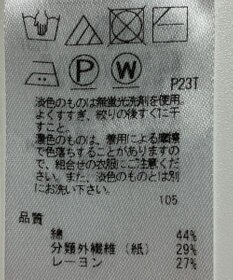 P W
P23T
淡色のものは無蛍光洗剤を使用。
よくすすぎ、絞りの後すぐに干
すこと。
濃色のものは、着用による摩擦
で色落ちすることがありますの
で、組合せの衣服にご注意くださ
い。また、淡色のものとは別
にお洗い下さい。
105
品質
綿 44%
分類外繊維（紙） 29%
レーヨン 27%